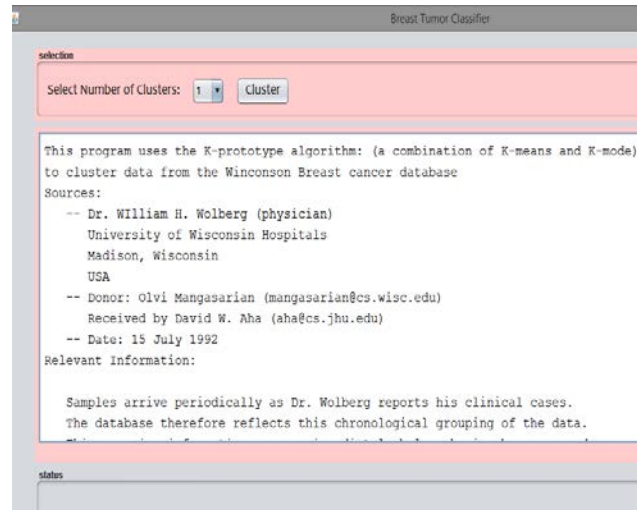 Breast Tumor Classifier
selection
Select Number of Clusters: 1 Cluster
This program uses the K-prototype algorithm: (a combination of K-means and K-mode)
to cluster data from the Winconson Breast cancer database
Sources:
-- Dr. WIlliam H. Wolberg (physician)
University of Wisconsin Hospitals
Madison, Wisconsin
USA
-- Donor: Olvi Mangasarian (mangasarian@cs.wisc.edu)
Received by David W. Aha (aha@cs.jhu.edu)
-- Date: 15 July 1992
Relevant Information:
Samples arrive periodically as Dr. Wolberg reports his clinical cases.
The database therefore reflects this chronological grouping of the data.
status